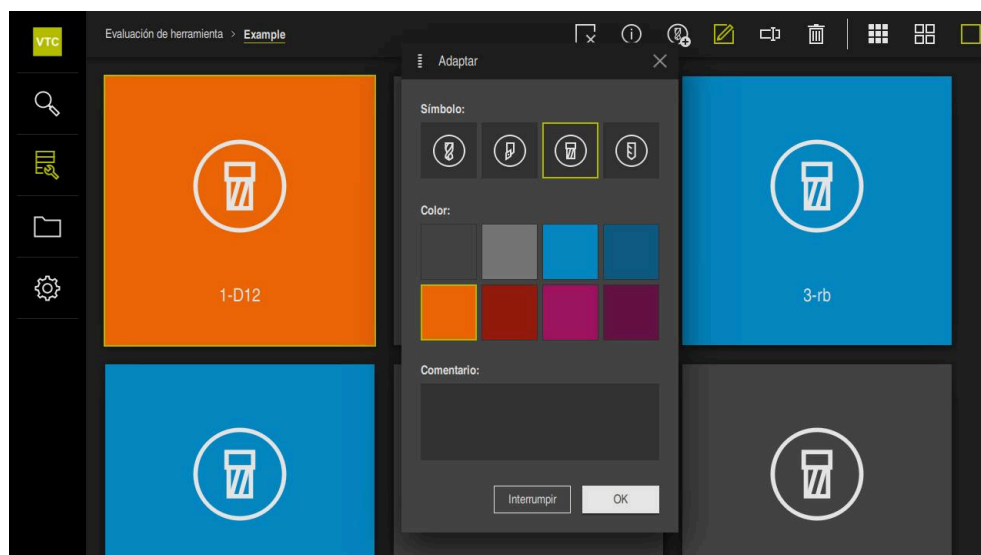 VTC
Evaluación de herramienta > Example
Adaptar
Símbolo:
Color:
1-D12
3-rb
Comentario:
Interrumpir
OK